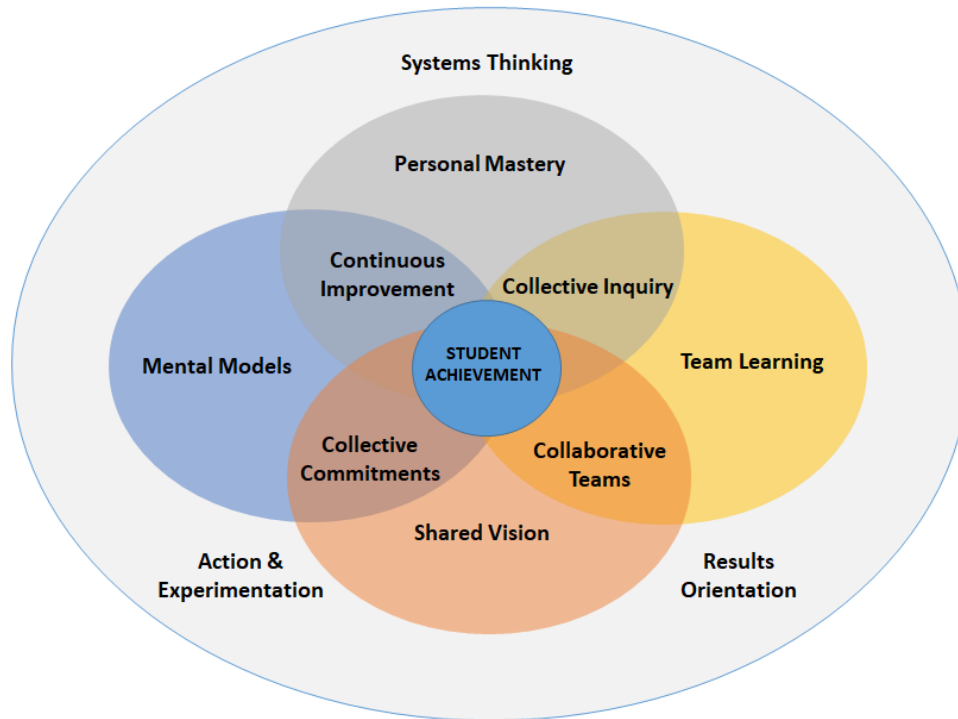 Systems Thinking
Personal Mastery
Continuous
Improvement
Collective Inquiry
Mental Models
STUDENT
ACHIEVEMENT
Team Learning
Collective
Commitments
Collaborative
Teams
Shared Vision
Action &
Experimentation
Results
Orientation